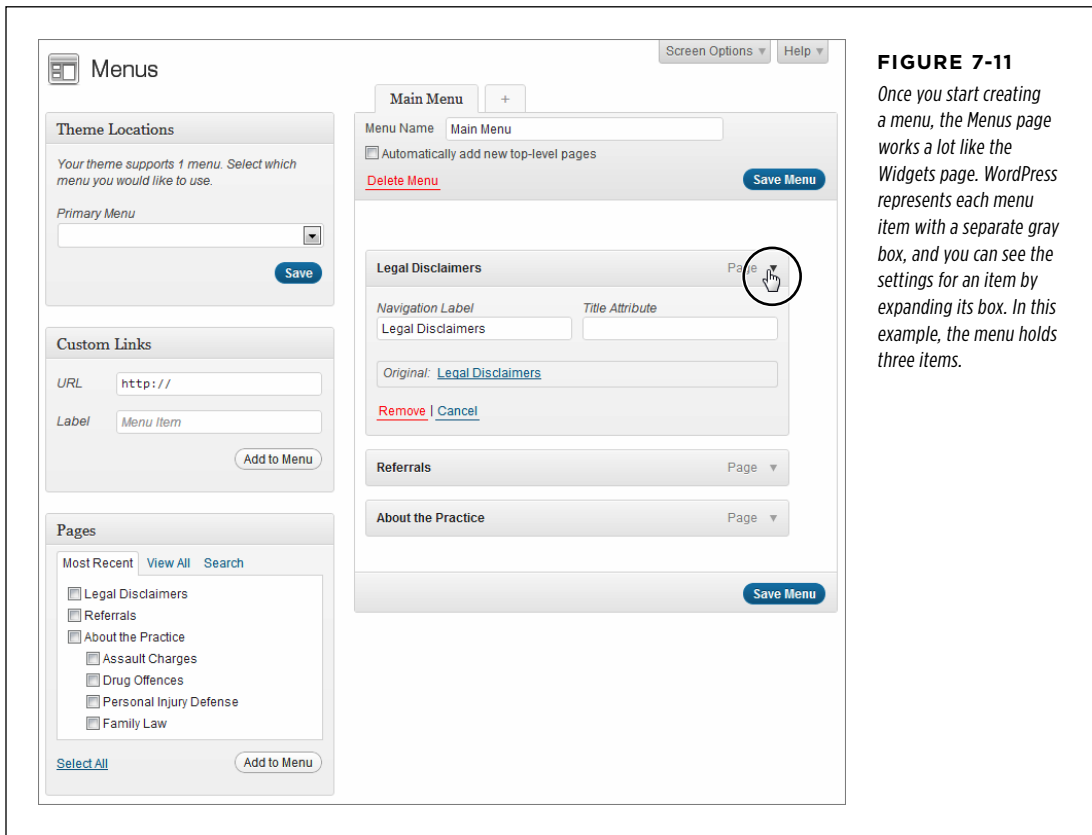 Screen Options
Help
Menus
Main Menu
+
Theme Locations
Your theme supports 1 menu. Select which
menu you would like to use.
Primary Menu
Save
Custom Links
URL http://
Label Menu Item
Add to Menu
Pages
Most Recent View All Search
Legal Disclaimers
Referrals
About the Practice
Assault Charges
Drug Offences
Personal Injury Defense
Family Law
Select All Add to Menu
Menu Name Main Menu
Automatically add new top-level pages
Delete Menu Save Menu
Legal Disclaimers Page
Navigation Label Title Attribute
Legal Disclaimers
Original: Legal Disclaimers
Remove | Cancel
Referrals Page
About the Practice Page
Save Menu
FIGURE 7-11
Once you start creating
a menu, the Menus page
works a lot like the
Widgets page. WordPress
represents each menu
item with a separate gray
box, and you can see the
settings for an item by
expanding its box. In this
example, the menu holds
three items.